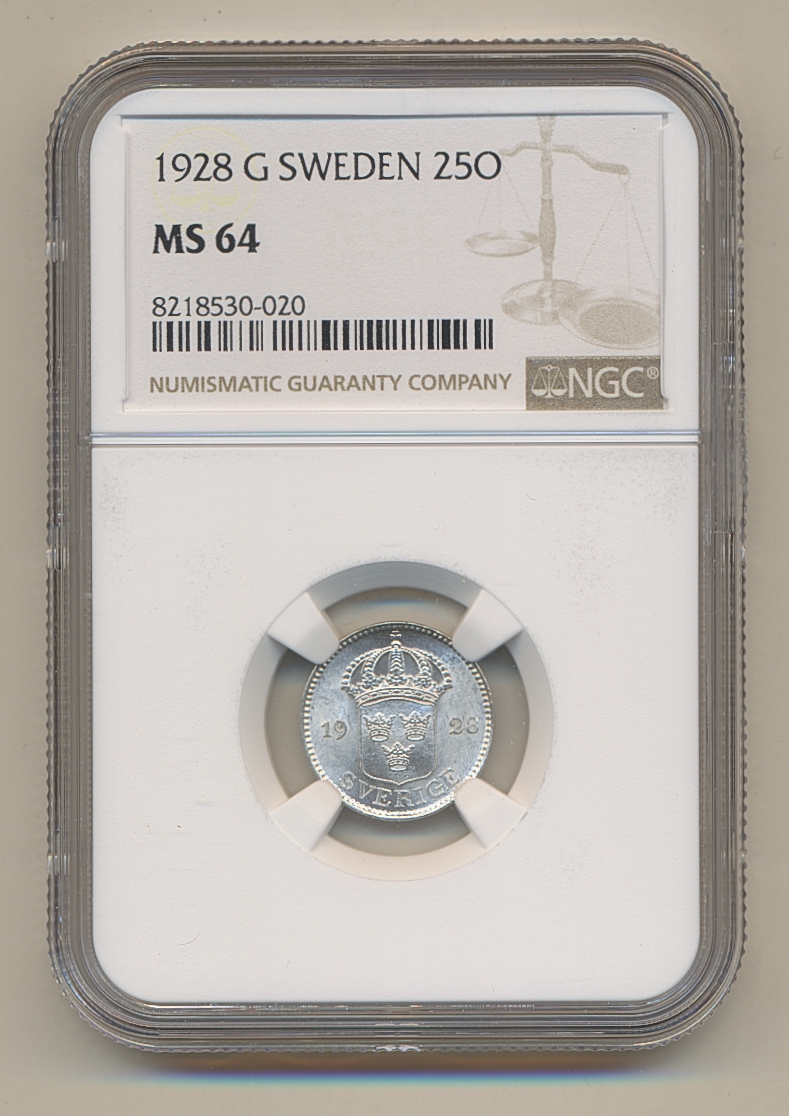 1928 G SWEDEN 25O
MS 64
8218530-020
NUMISMATIC GUARANTY COMPANY
NGC®
19 28
SVERIGE